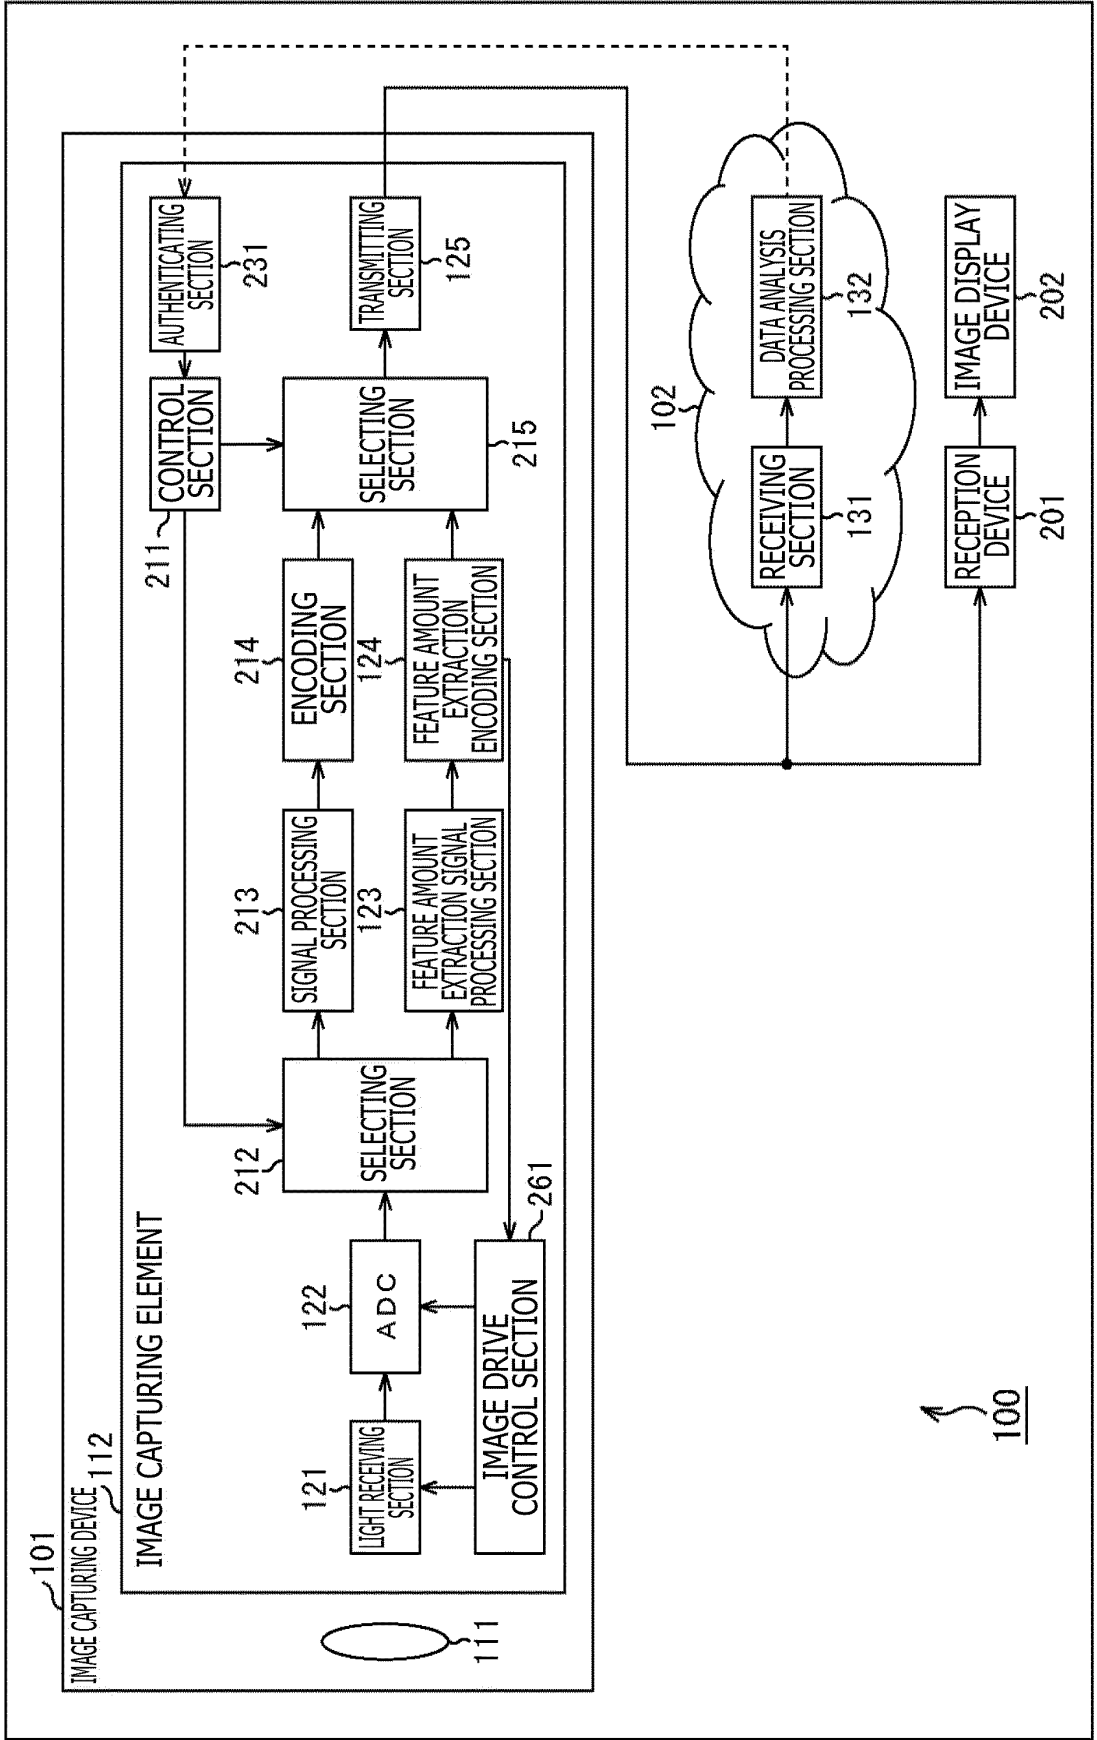 101
IMAGE CAPTURING DEVICE
112
IMAGE CAPTURING ELEMENT
211
CONTROL
SECTION
AUTHENTICATING
SECTION
231
212
SELECTING
SECTION
213
SIGNAL PROCESSING
SECTION
214
ENCODING
SECTION
123
FEATURE AMOUNT
EXTRACTION SIGNAL
PROCESSING SECTION
124
FEATURE AMOUNT
EXTRACTION
ENCODING SECTION
SELECTING
SECTION
215
TRANSMITTING
SECTION
125
111
121
LIGHT RECEIVING
SECTION
122
ADC
IMAGE DRIVE
CONTROL SECTION
261
102
RECEIVING
SECTION
131
DATA ANALYSIS
PROCESSING SECTION
132
RECEPTION
DEVICE
201
IMAGE DISPLAY
DEVICE
202
100